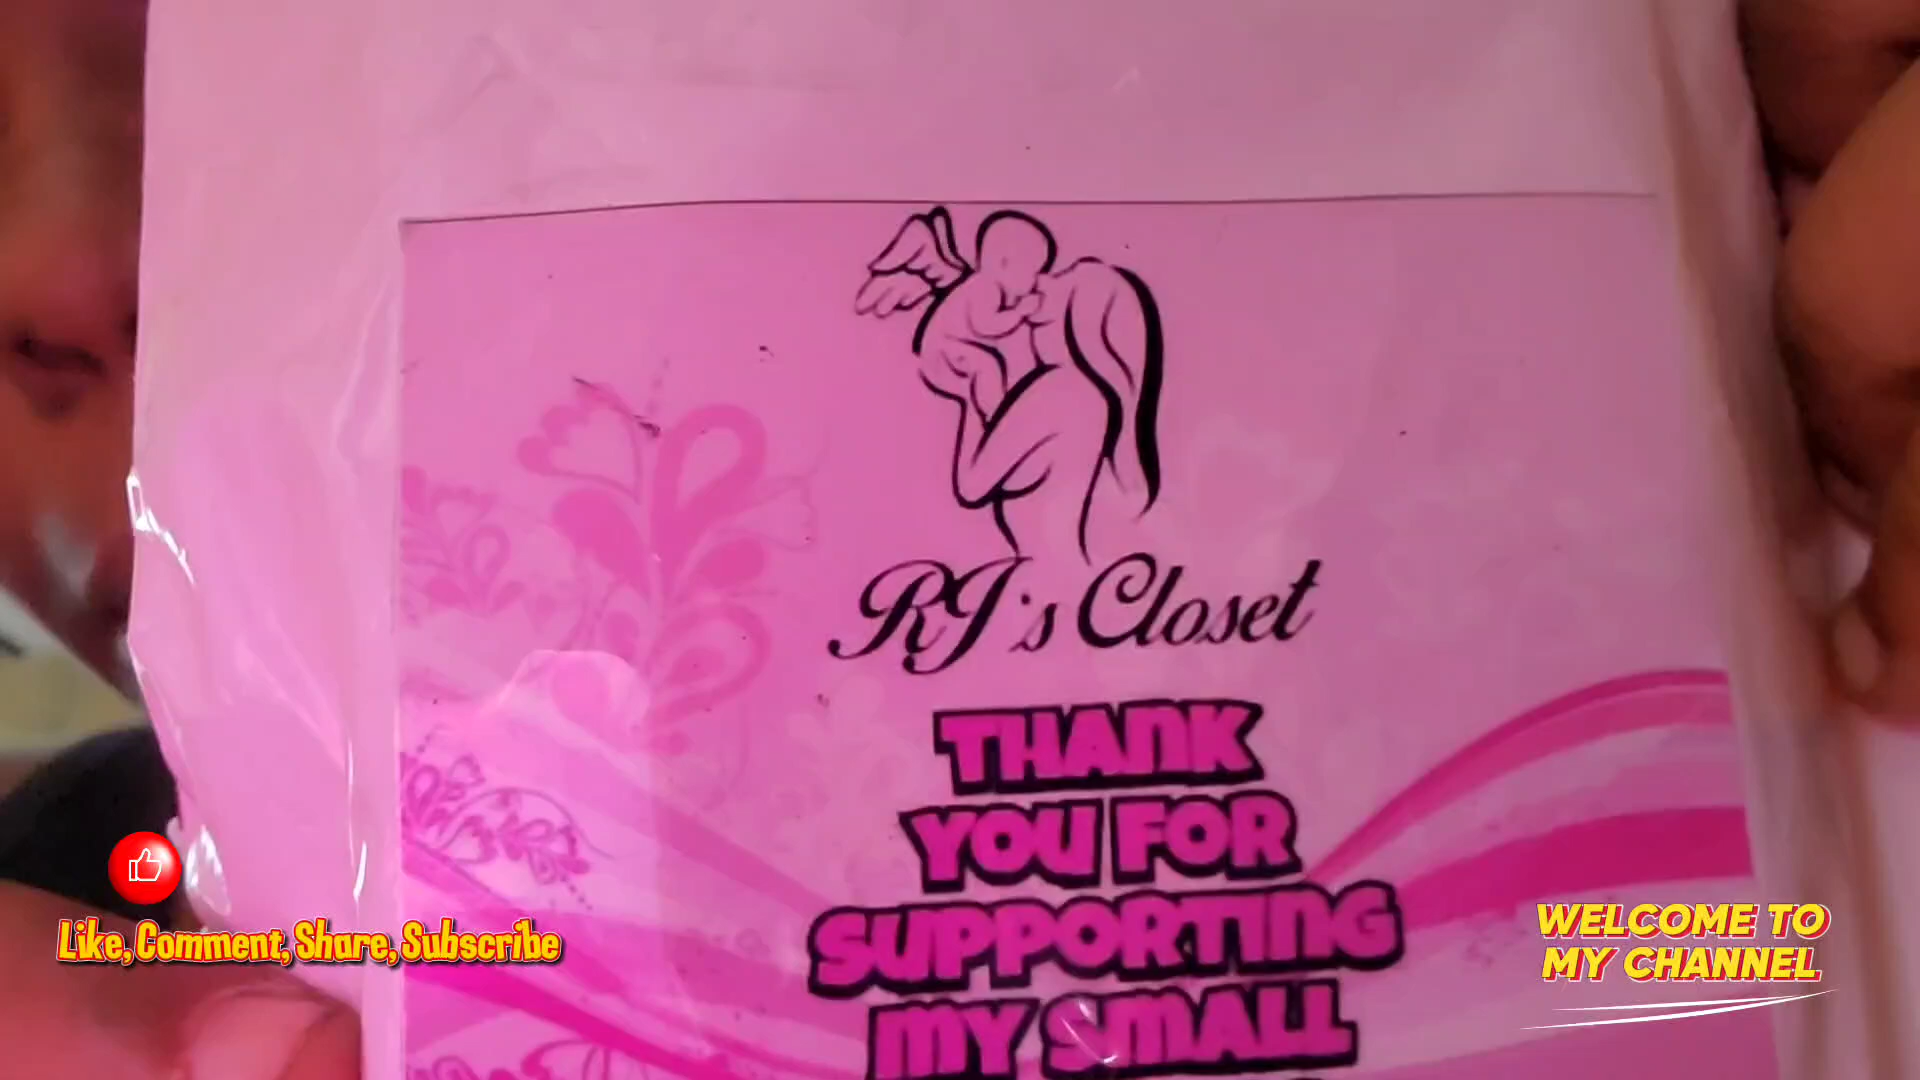 RJ's Closet
THANK
YOU FOR
SUPPORTING
MY SMALL
Like, Comment, Share, Subscribe
WELCOME TO
MY CHANNEL